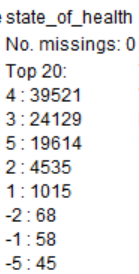 state_of_health
No. missings: 0
Top 20:
4 : 39521
3 : 24129
5 : 19614
2 : 4535
1 : 1015
-2 : 68
-1 : 58
-5 : 45